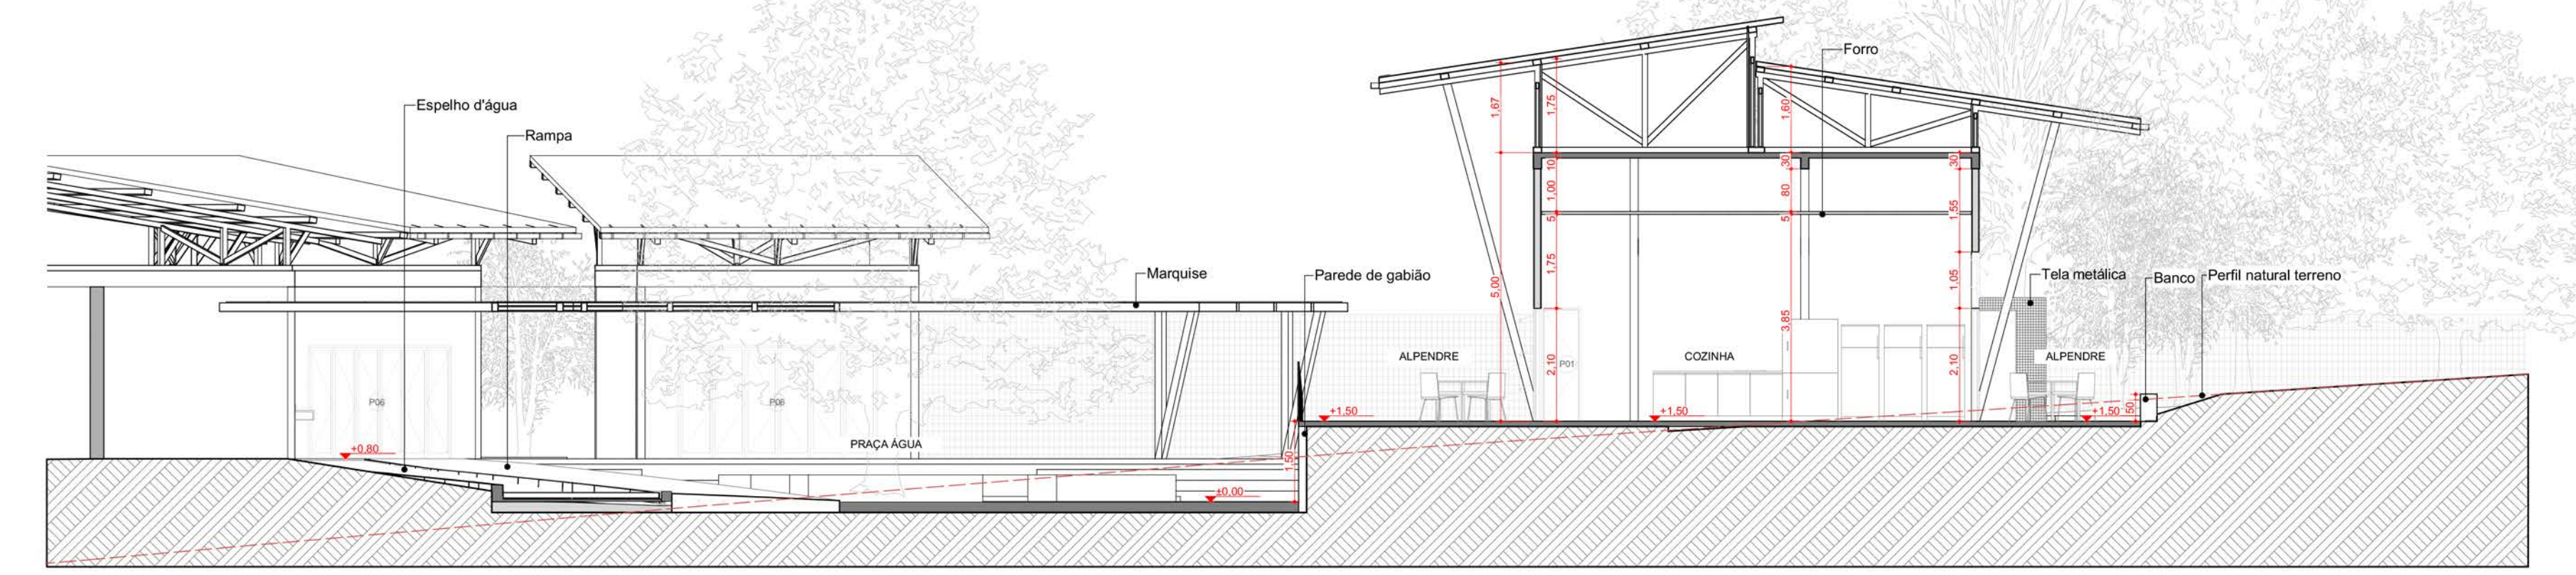 Espelho d'água
Rampa
Marquise
Parede de gabião
Forro
Tela metálica
Banco
Perfil natural terreno
P06
P06
PRAÇA ÁGUA
ALPENDRE
P01
COZINHA
ALPENDRE
+0,80
±0,00
+1,50
+1,50
+1,50
1,50
1,67
5,00
1,75
10
1,00
5
1,75
2,10
1,60
,30
80
5
3,85
,30
1,55
1,05
2,10
50